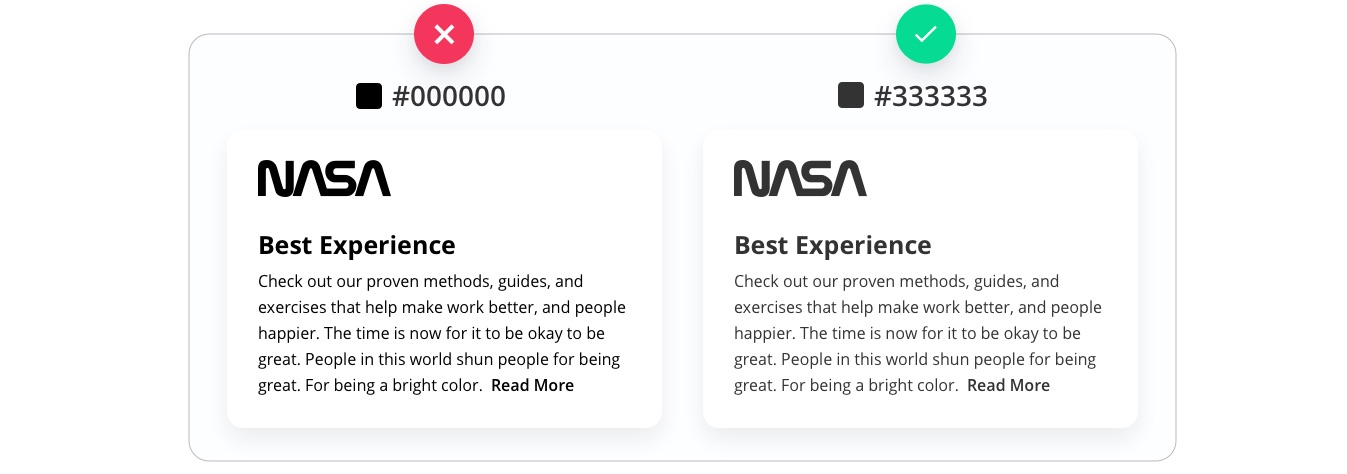 #000000
NASA
Best Experience
Check out our proven methods, guides, and
exercises that help make work better, and people
happier. The time is now for it to be okay to be
great. People in this world shun people for being
great. For being a bright color.  Read More
#333333
NASA
Best Experience
Check out our proven methods, guides, and
exercises that help make work better, and people
happier. The time is now for it to be okay to be
great. People in this world shun people for being
great. For being a bright color.  Read More